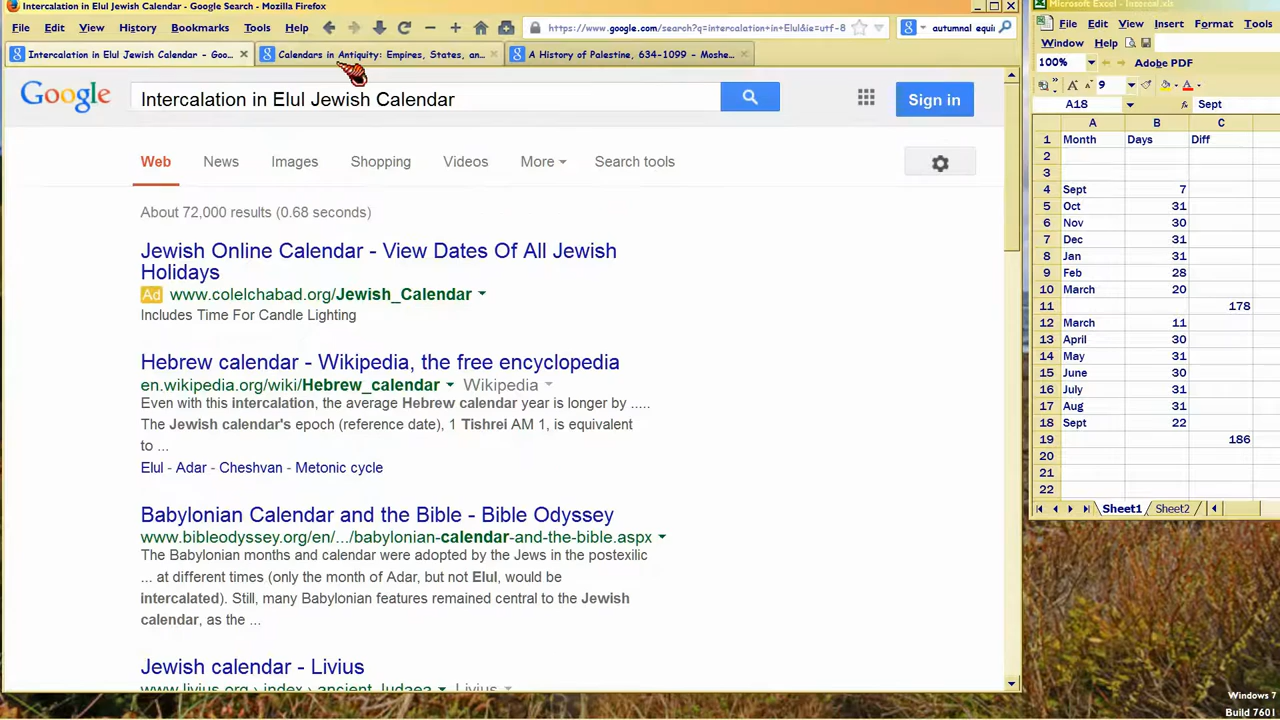 Intercalation in Elul Jewish Calendar - Google Search - Mozilla Firefox
File Edit View History Bookmarks Tools Help
https://www.google.com/search?q=intercalation+in+Elul&ie=utf-8
autumnal equi
Intercalation in Elul Jewish Calendar - Goo...
Calendars in Antiquity: Empires, States, an...
A History of Palestine, 634-1099 - Moshe...
Google
Intercalation in Elul Jewish Calendar
Sign in
Web News Images Shopping Videos More Search tools
About 72,000 results (0.68 seconds)
Jewish Online Calendar - View Dates Of All Jewish
Holidays
Ad www.colelchabad.org/Jewish_Calendar
Includes Time For Candle Lighting
Hebrew calendar - Wikipedia, the free encyclopedia
en.wikipedia.org/wiki/Hebrew_calendar Wikipedia
Even with this intercalation, the average Hebrew calendar year is longer by .....
The Jewish calendar's epoch (reference date), 1 Tishrei AM 1, is equivalent
to ...
Elul - Adar - Cheshvan - Metonic cycle
Babylonian Calendar and the Bible - Bible Odyssey
www.bibleodyssey.org/en/.../babylonian-calendar-and-the-bible.aspx
The Babylonian months and calendar were adopted by the Jews in the postexilic
... at different times (only the month of Adar, but not Elul, would be
intercalated). Still, many Babylonian features remained central to the Jewish
calendar, as the ...
Jewish calendar - Livius
www.livius.org › index › ancient Judaea Livius
Microsoft Excel - Intercal.xls
File Edit View Insert Format Tools
Window Help
100% Adobe PDF
9
A18 Sept
A B C
1 Month Days Diff
2
3
4 Sept 7
5 Oct 31
6 Nov 30
7 Dec 31
8 Jan 31
9 Feb 28
10 March 20
11 178
12 March 11
13 April 30
14 May 31
15 June 30
16 July 31
17 Aug 31
18 Sept 22
19 186
20
21
22
Sheet1 Sheet2
Windows 7
Build 7601